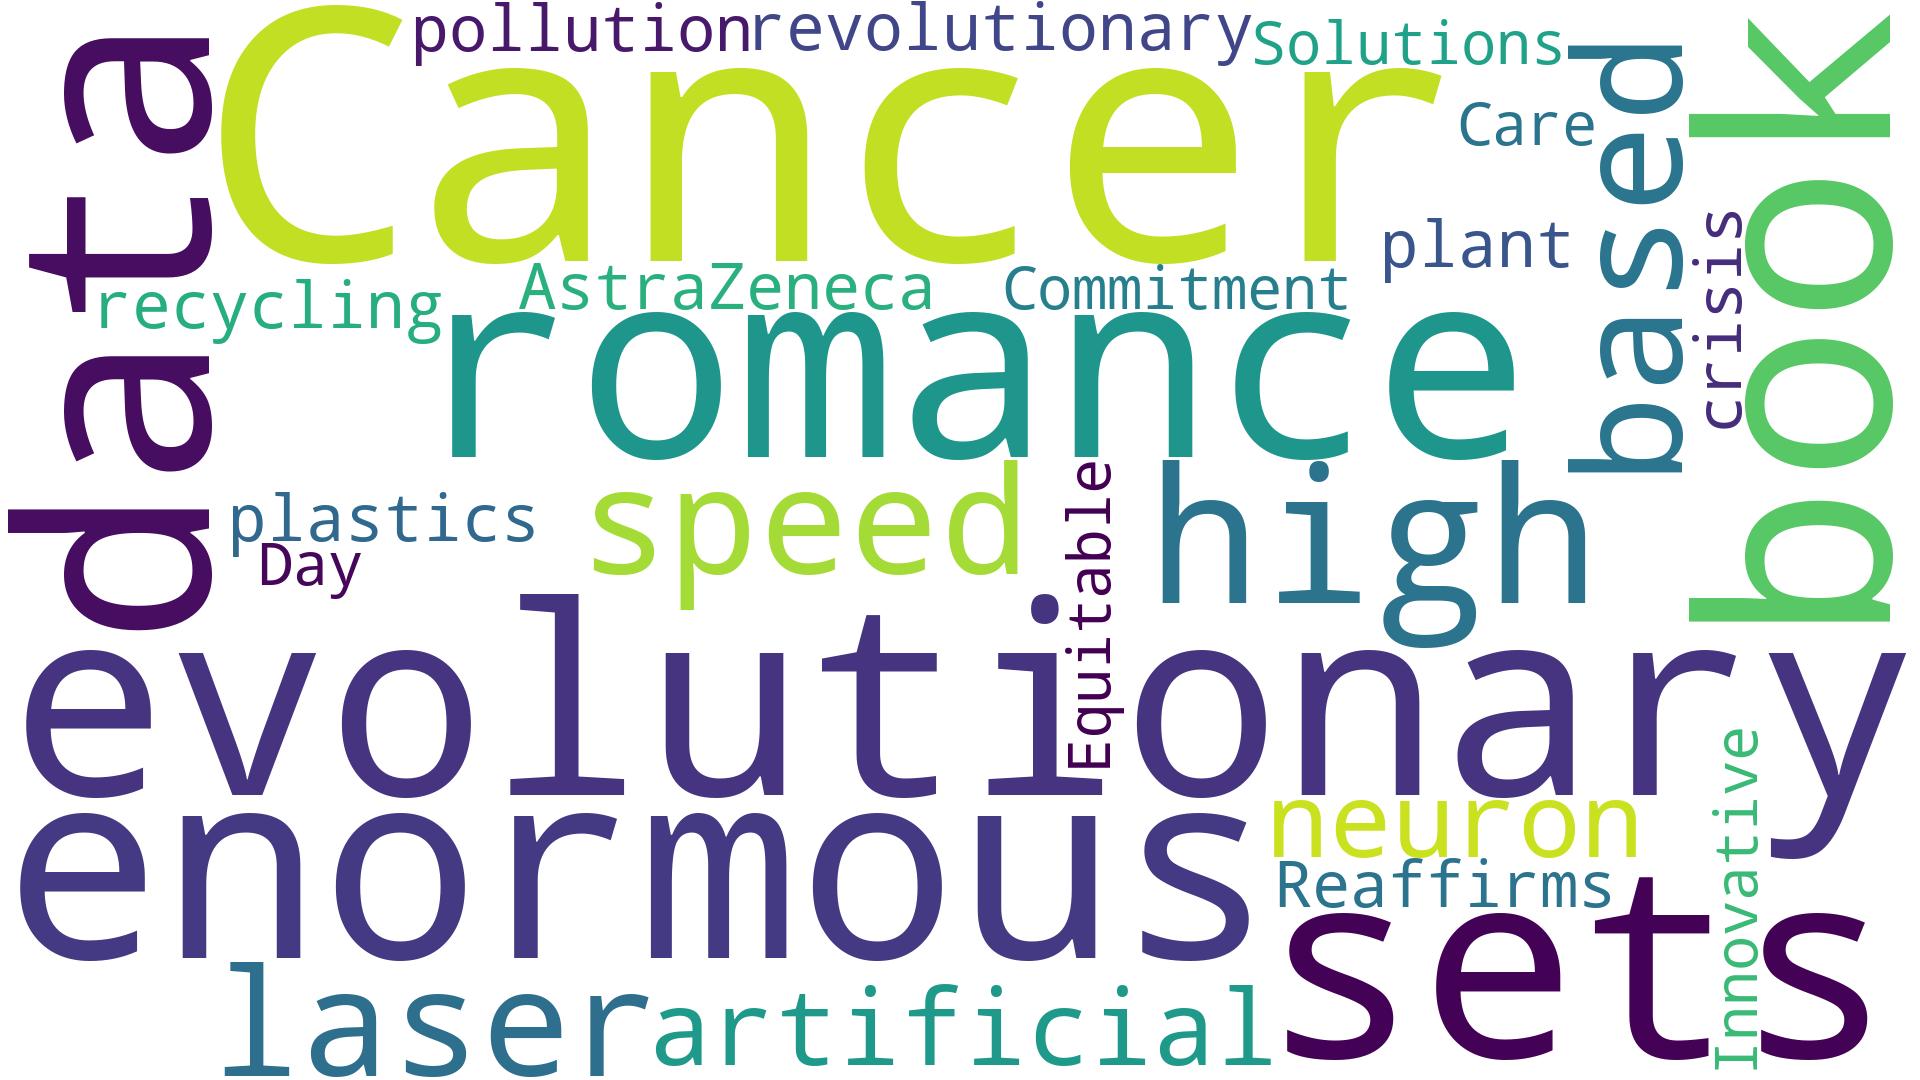 pollution
revolutionary
Solutions
Cancer
data
based
book
Care
plant
crisis
recycling
AstraZeneca
Commitment
romance
plastics
speed
high
Day
Equitable
evolutionary
enormous
neuron
Reaffirms
Innovative
sets
laser
artificial